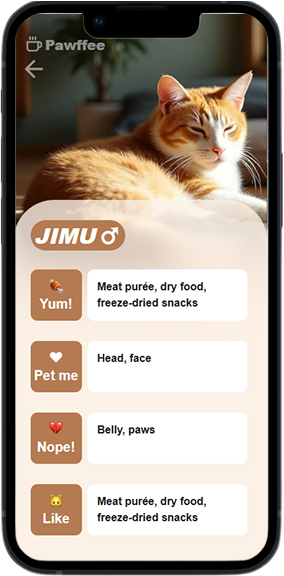 Pawffee
JIMU
Yum!
Meat purée, dry food,
freeze-dried snacks
Pet me
Head, face
Nope!
Belly, paws
Like
Meat purée, dry food,
freeze-dried snacks